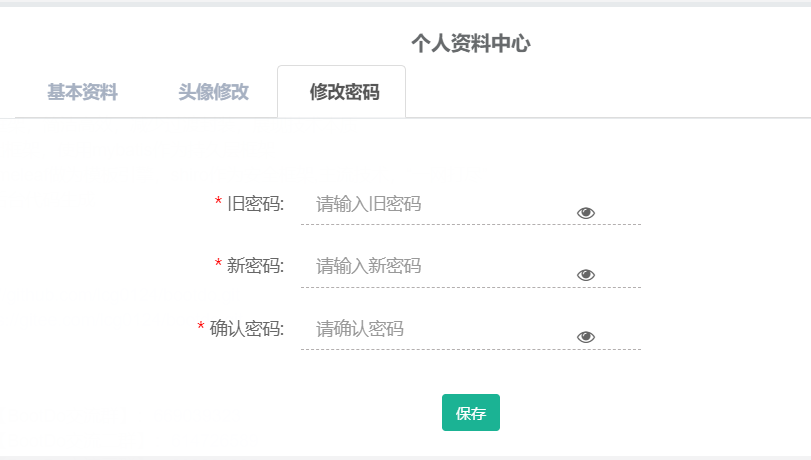 个人资料中心
基本资料 头像修改 修改密码
* 旧密码: 请输入旧密码
* 新密码: 请输入新密码
* 确认密码: 请确认密码
保存